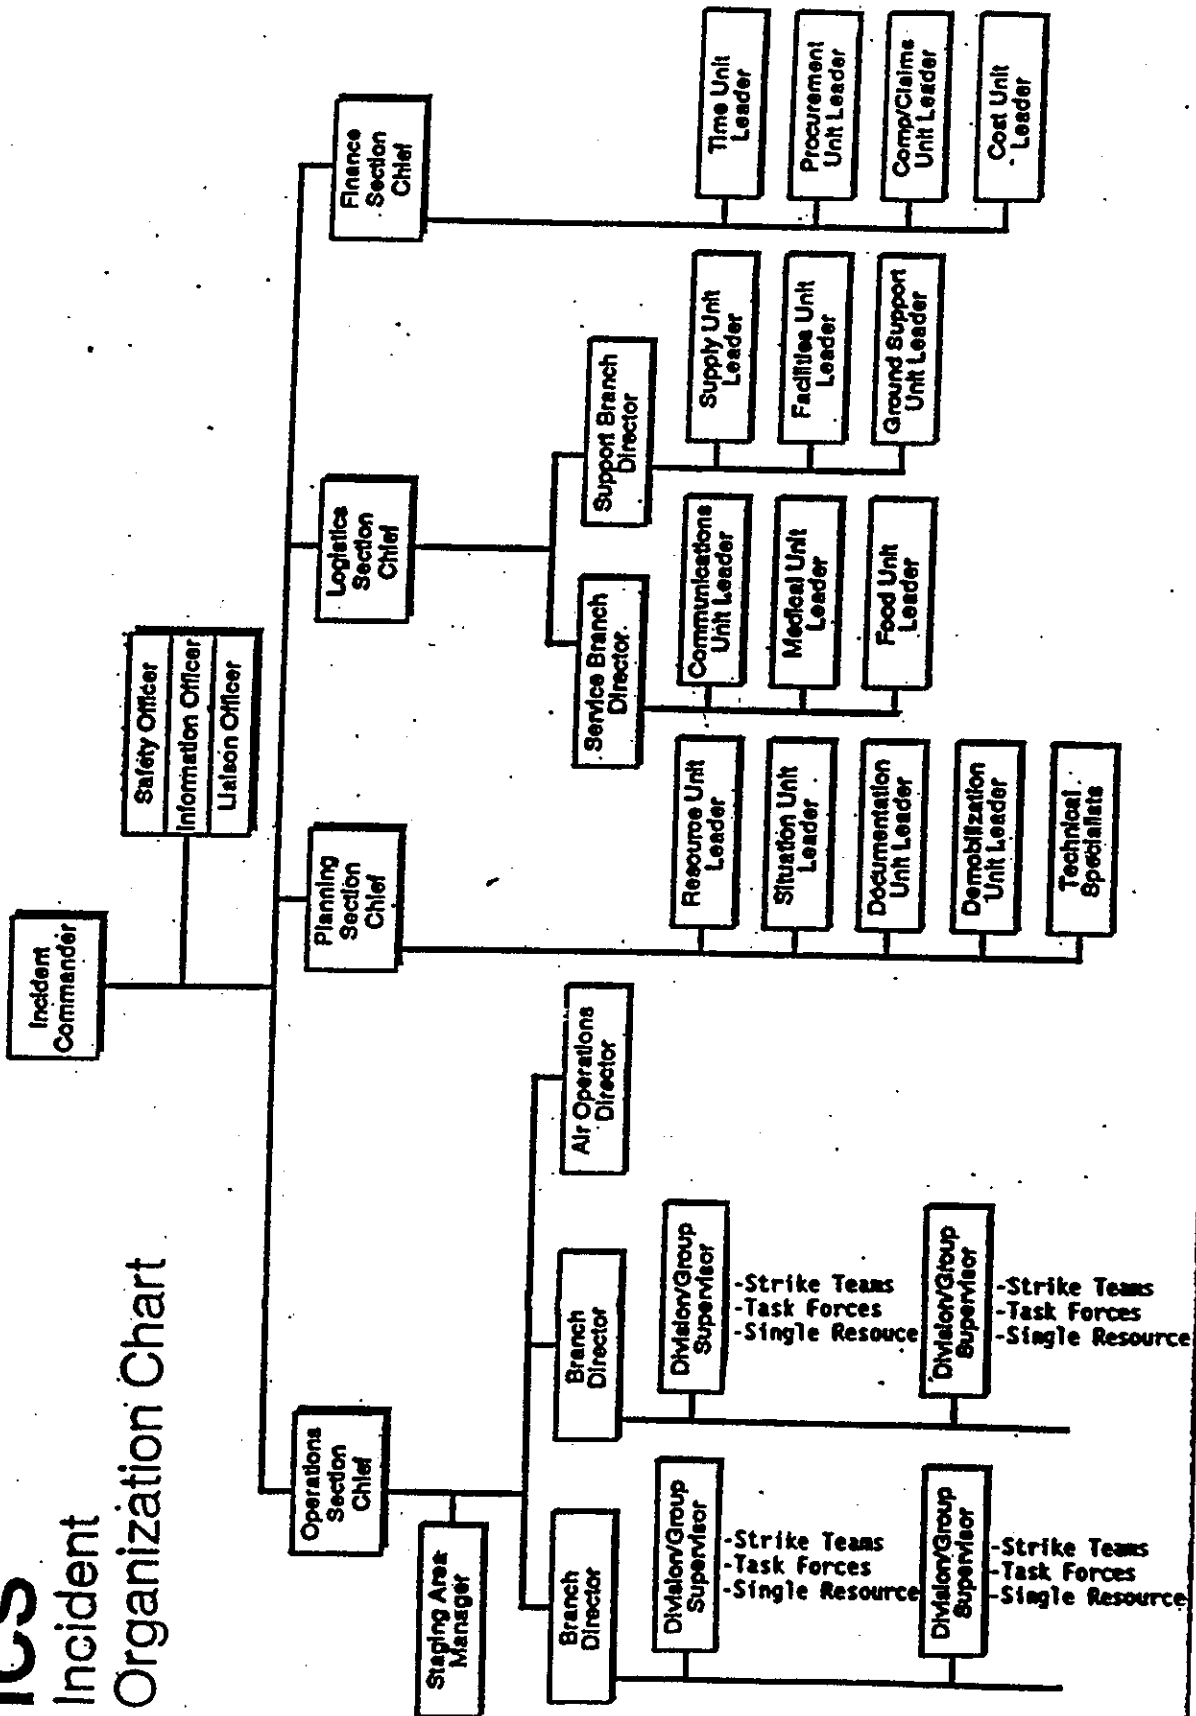 ICS
Incident
Organization Chart
Incident
Commander
Safety Officer
Information Officer
Liaison Officer
Operations
Section
Chief
Planning
Section
Chief
Logistics
Section
Chief
Finance
Section
Chief
Staging Area
Manager
Branch
Director
Branch
Director
Air Operations
Director
Service Branch
Director
Support Branch
Director
Division/Group
Supervisor
-Strike Teams
-Task Forces
-Single Resource
Division/Group
Supervisor
-Strike Teams
-Task Forces
-Single Resource
Division/Group
Supervisor
-Strike Teams
-Task Forces
-Single Resouce
Division/Group
Supervisor
-Strike Teams
-Task Forces
-Single Resource
Resource Unit
Leader
Situation Unit
Leader
Documentation
Unit Leader
Demobilization
Unit Leader
Technical
Specialists
Communications
Unit Leader
Medical Unit
Leader
Food Unit
Leader
Supply Unit
Leader
Facilities Unit
Leader
Ground Support
Unit Leader
Time Unit
Leader
Procurement
Unit Leader
Comp/Claims
Unit Leader
Cost Unit
Leader